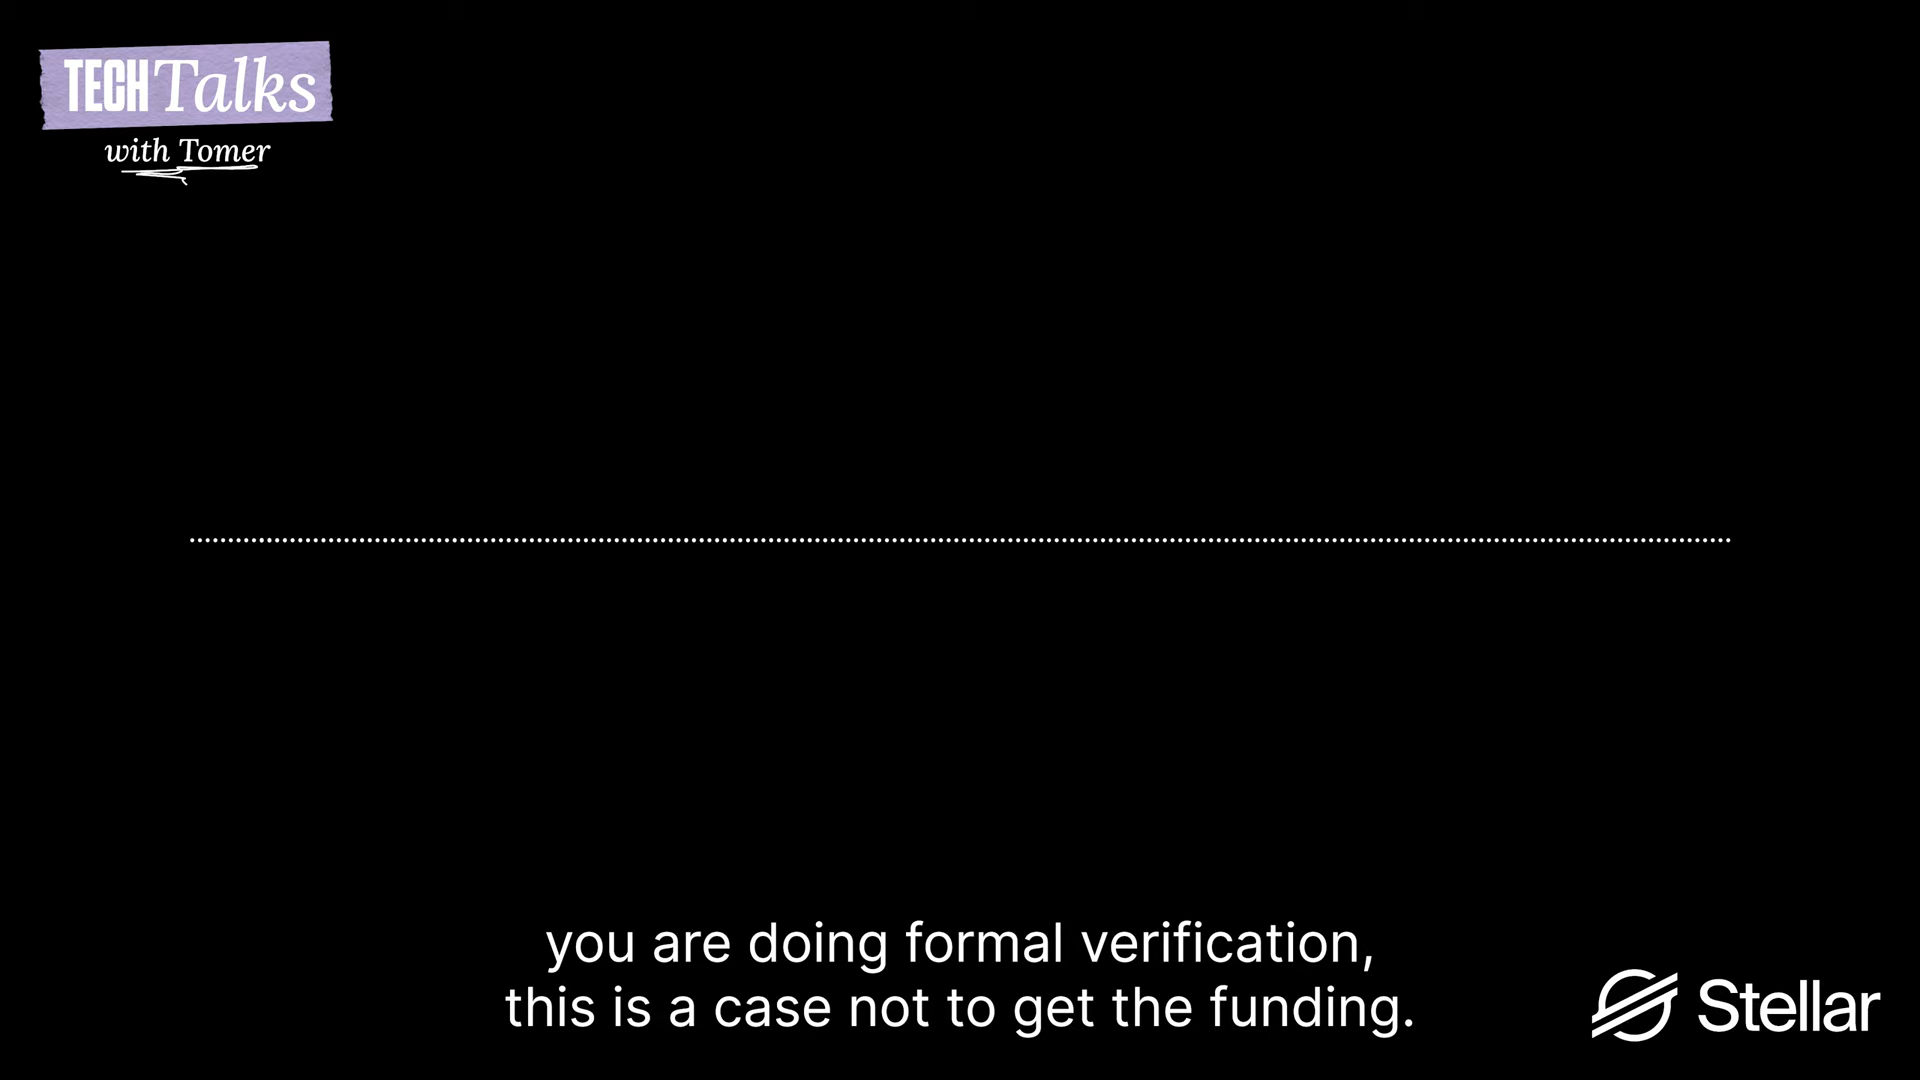 TECH Talks
with Tomer
you are doing formal verification,
this is a case not to get the funding.
Stellar